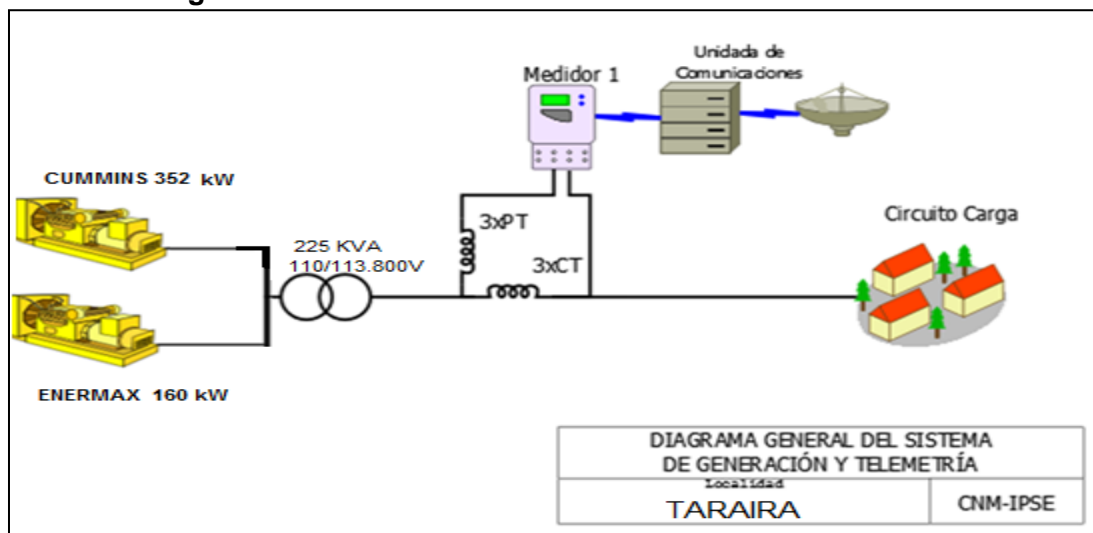 Unidada de
Comunicaciones
Medidor 1
CUMMINS 352 kW
3xPT
Circuito Carga
225 KVA
110/113.800V
3xCT
ENERMAX 160 kW
DIAGRAMA GENERAL DEL SISTEMA
DE GENERACIÓN Y TELEMETRÍA
Localidad
TARAIRA
CNM-IPSE